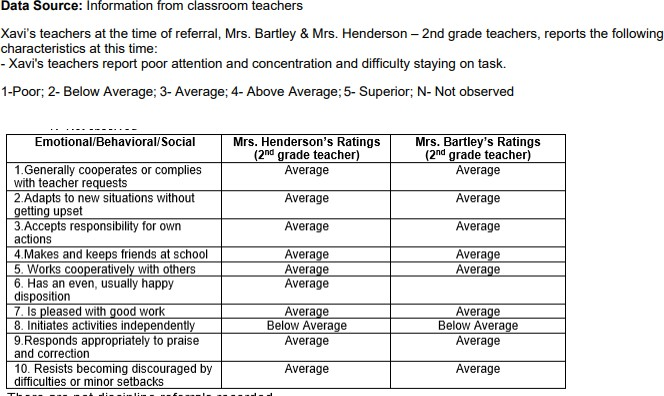 Data Source: Information from classroom teachers
Xavi's teachers at the time of referral, Mrs. Bartley & Mrs. Henderson – 2nd grade teachers, reports the following
characteristics at this time:
- Xavi's teachers report poor attention and concentration and difficulty staying on task.
1-Poor; 2- Below Average; 3- Average; 4- Above Average; 5- Superior; N- Not observed
Emotional/Behavioral/Social Mrs. Henderson's Ratings Mrs. Bartley's Ratings
(2nd grade teacher) (2nd grade teacher)
1.Generally cooperates or complies Average Average
with teacher requests
2.Adapts to new situations without Average Average
getting upset
3.Accepts responsibility for own Average Average
actions
4.Makes and keeps friends at school Average Average
5. Works cooperatively with others Average Average
6. Has an even, usually happy Average
disposition
7. Is pleased with good work Average Average
8. Initiates activities independently Below Average Below Average
9.Responds appropriately to praise Average Average
and correction
10. Resists becoming discouraged by Average Average
difficulties or minor setbacks
There are not discipline referrals recorded